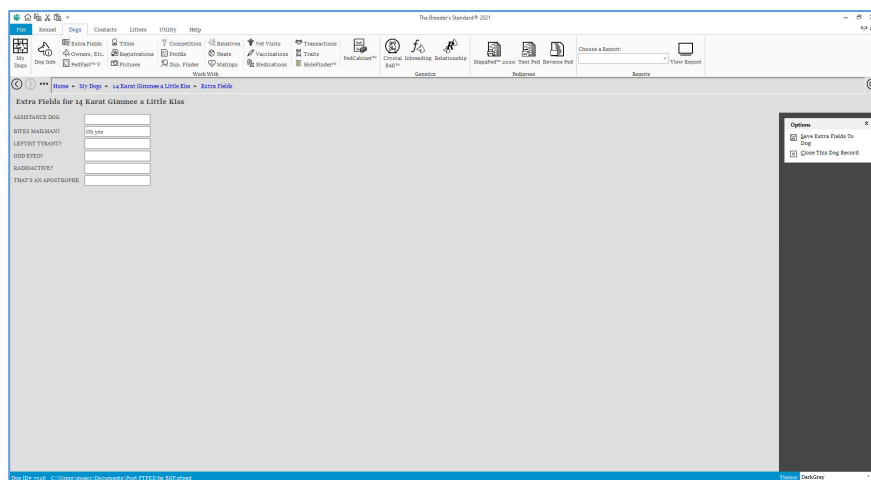 The Breeder's Standard® 2021
File Kennel Dogs Contacts Litters Utility Help
My Dogs
Dog Info
Extra Fields
Owners, Etc.
PedFast™ V
Titles
Registrations
Pictures
Competition
Profile
Dup. Finder
Relatives
Heats
Matings
Vet Visits
Vaccinations
Medications
Transactions
Traits
HoleFinder™
Work With
PedCabinet™
Crystal Ball™
Inbreeding
Relationship
Genetics
MegaPed™ 2020
Text Ped
Reverse Ped
Pedigrees
Choose a Report:
View Report
Reports
Home My Dogs 14 Karat Gimmee a Little Kiss Extra Fields
Extra Fields for 14 Karat Gimmee a Little Kiss
ASSISTANCE DOG
BITES MAILMAN? Oh yes
LEFTIST TYRANT?
ODD EYED?
RADIOACTIVE?
THAT'S AN APOSTROPHE
Options
Save Extra Fields To
Dog
Close This Dog Record
Theme: DarkGray